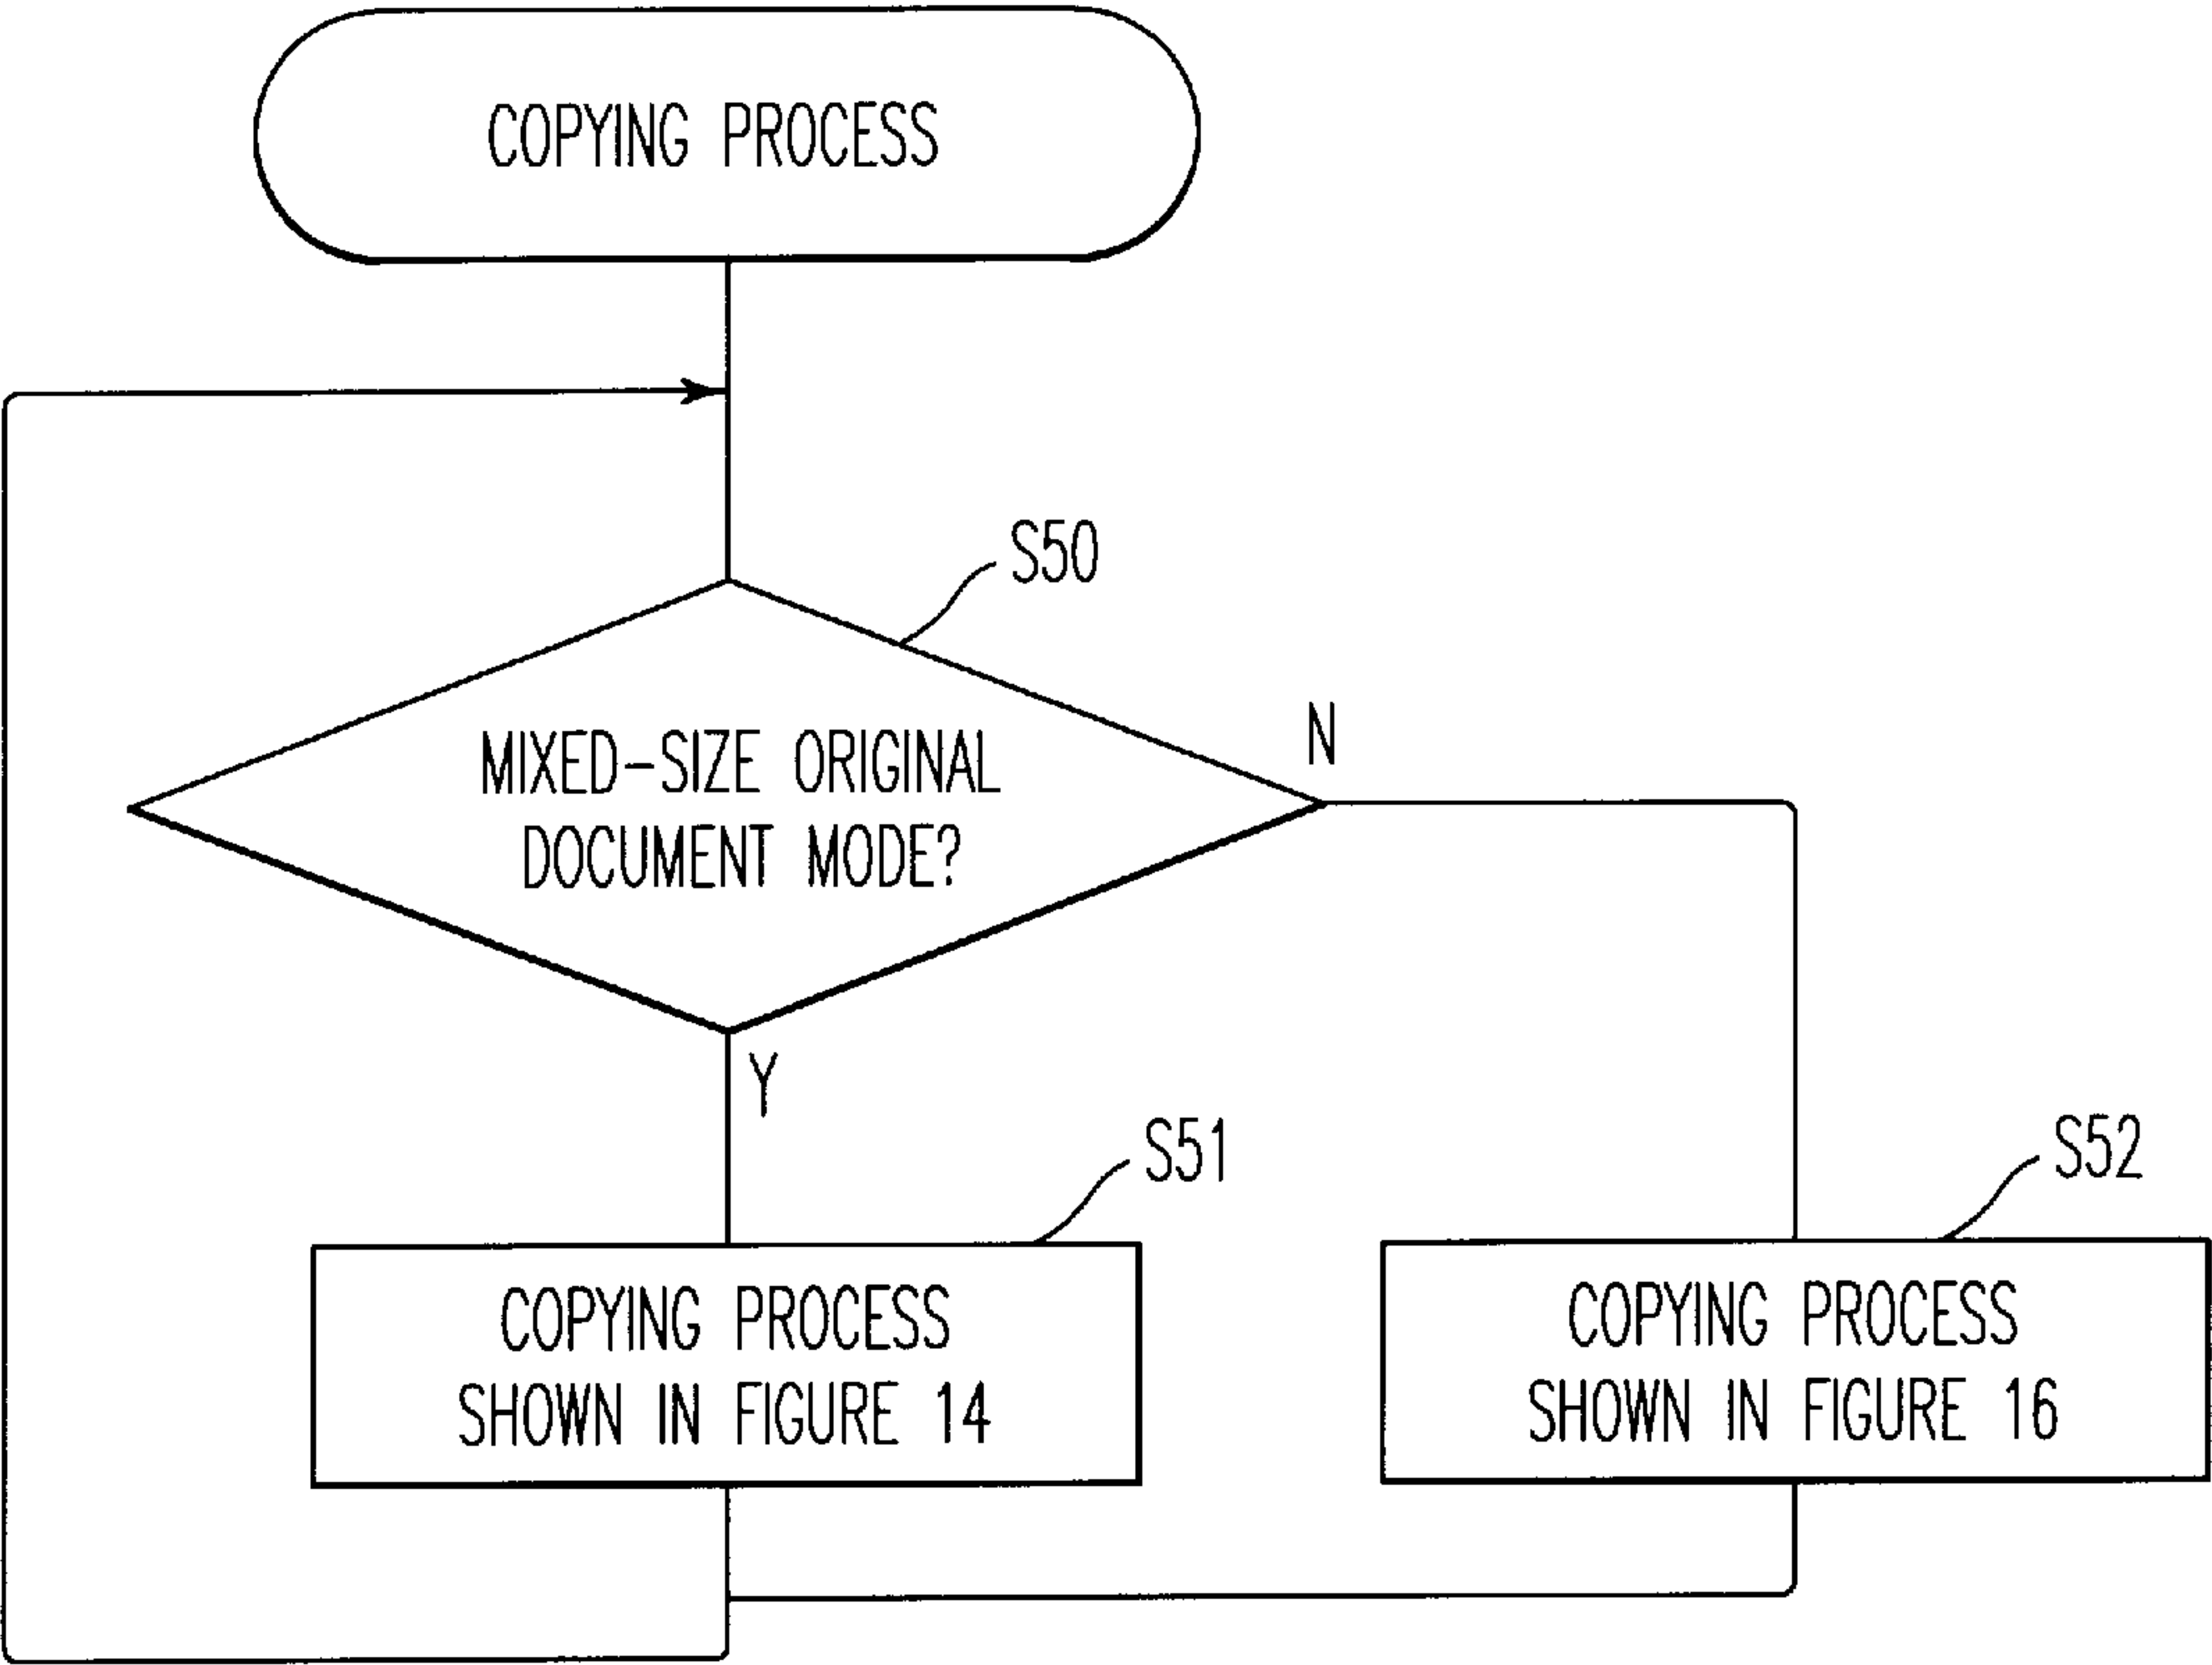 COPYING PROCESS
S50
MIXED-SIZE ORIGINAL
DOCUMENT MODE?
N
Y
S51
S52
COPYING PROCESS
SHOWN IN FIGURE 14
COPYING PROCESS
SHOWN IN FIGURE 16